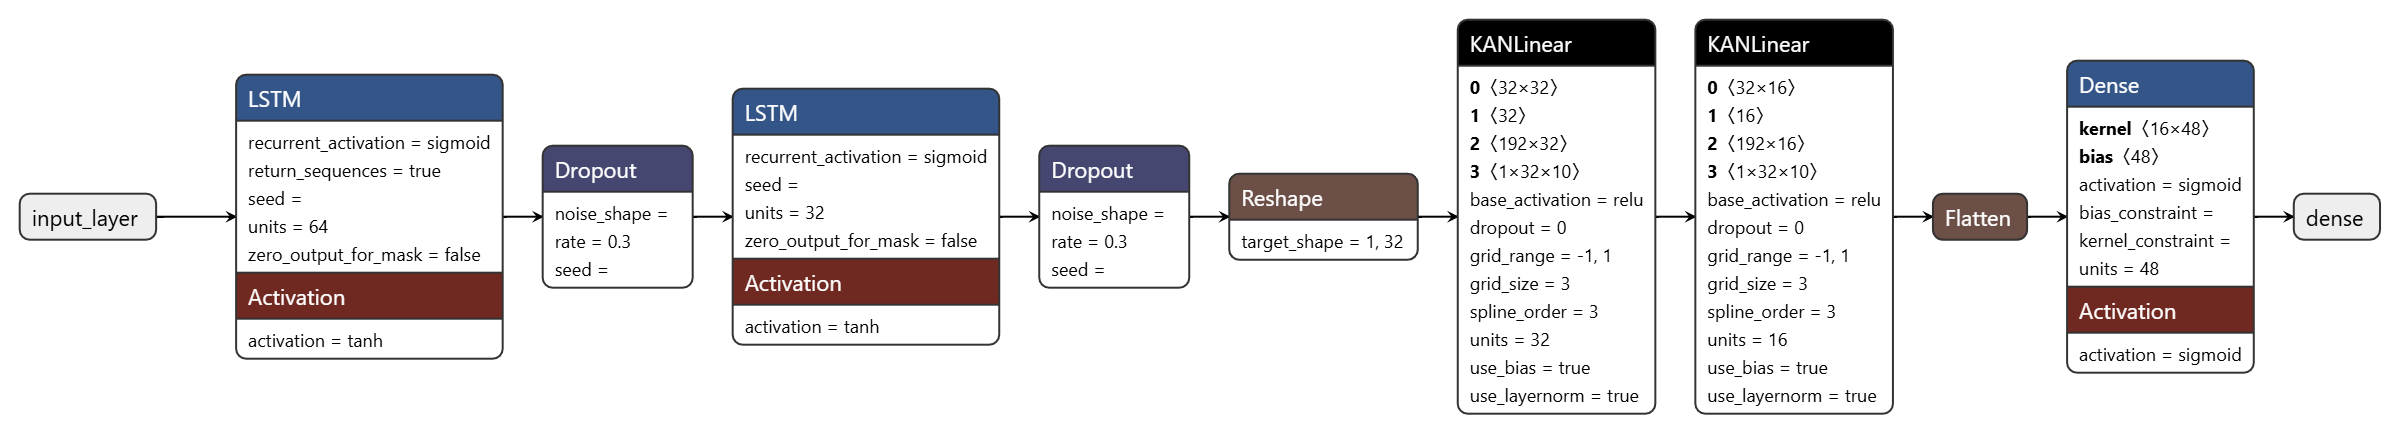 input_layer
LSTM
recurrent_activation = sigmoid
return_sequences = true
seed =
units = 64
zero_output_for_mask = false
Activation
activation = tanh
Dropout
noise_shape =
rate = 0.3
seed =
LSTM
recurrent_activation = sigmoid
seed =
units = 32
zero_output_for_mask = false
Activation
activation = tanh
Dropout
noise_shape =
rate = 0.3
seed =
Reshape
target_shape = 1, 32
KANLinear
0 〈32×32〉
1 〈32〉
2 〈192×32〉
3 〈1×32×10〉
base_activation = relu
dropout = 0
grid_range = -1, 1
grid_size = 3
spline_order = 3
units = 32
use_bias = true
use_layernorm = true
KANLinear
0 〈32×16〉
1 〈16〉
2 〈192×16〉
3 〈1×32×10〉
base_activation = relu
dropout = 0
grid_range = -1, 1
grid_size = 3
spline_order = 3
units = 16
use_bias = true
use_layernorm = true
Flatten
Dense
kernel 〈16×48〉
bias 〈48〉
activation = sigmoid
bias_constraint =
kernel_constraint =
units = 48
Activation
activation = sigmoid
dense